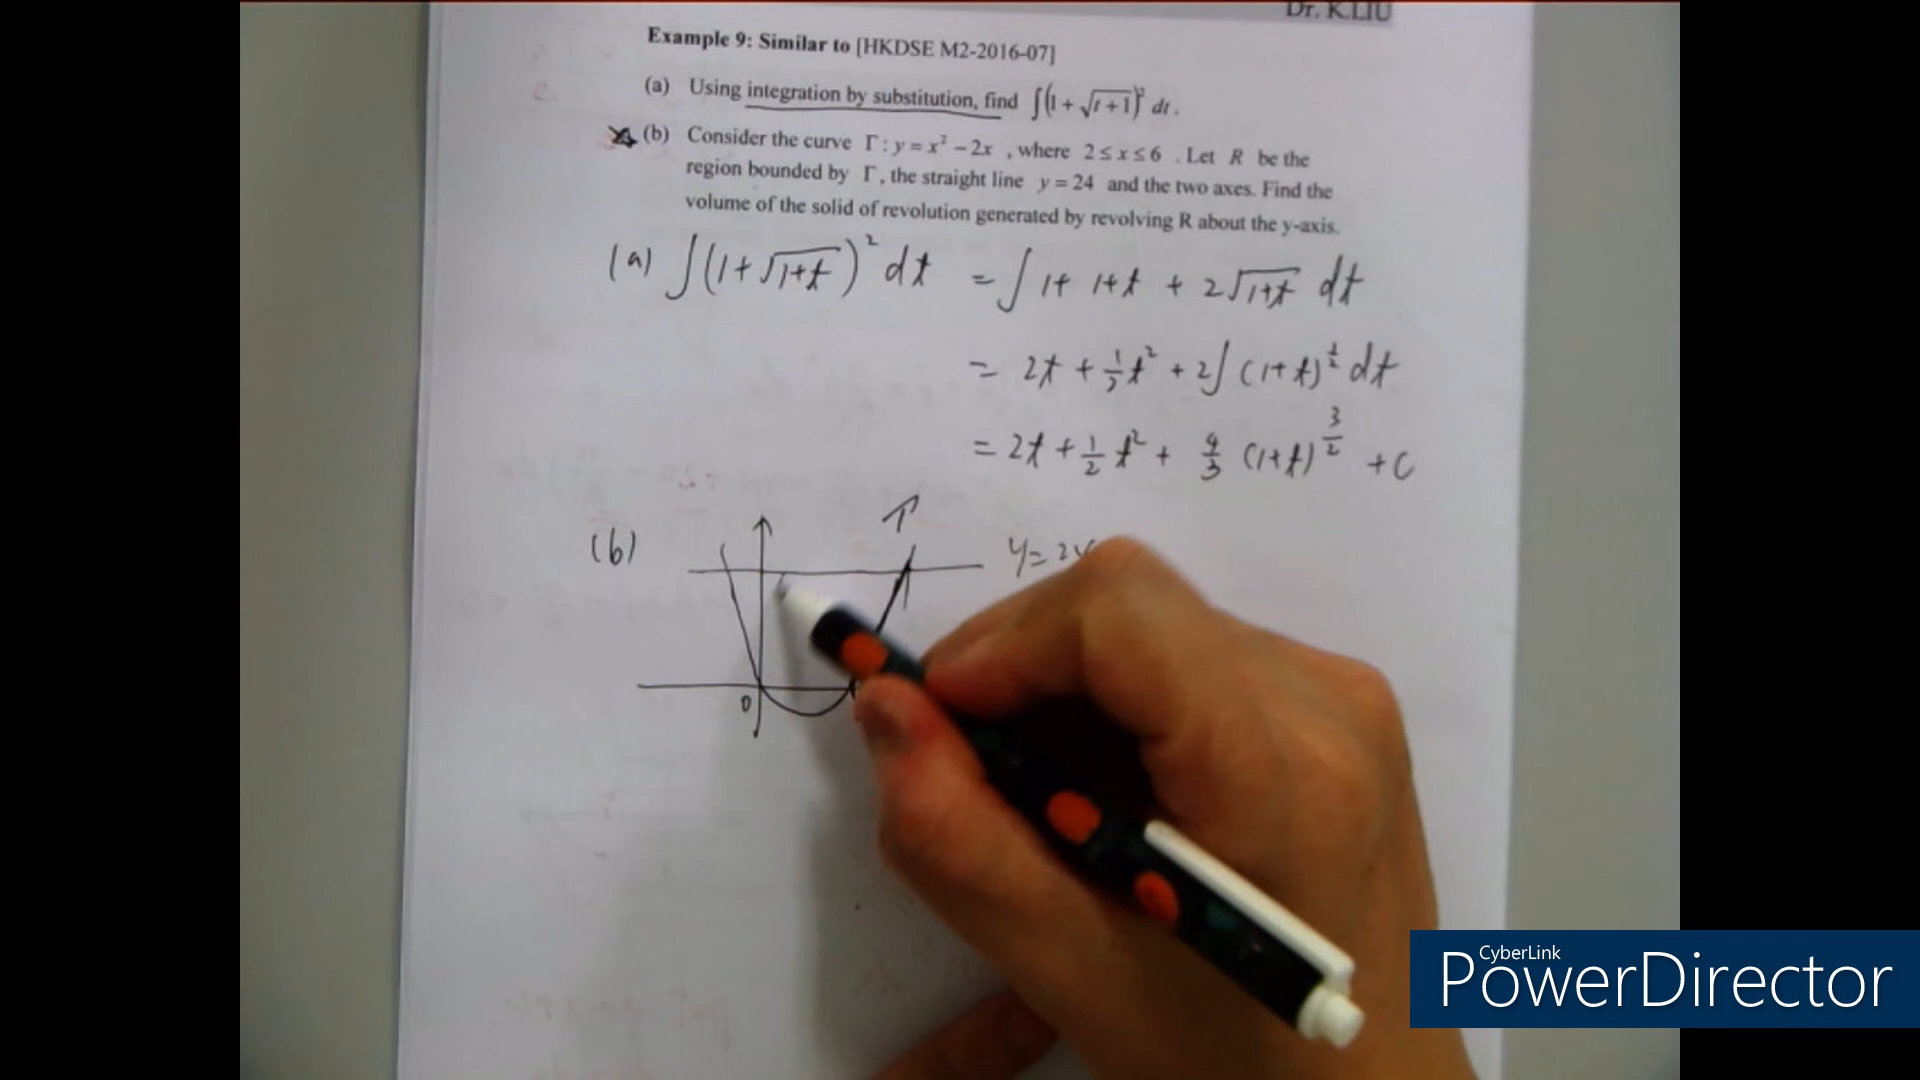 Dr. K.LIU
Example 9: Similar to [HKDSE M2-2016-07]
(a) Using integration by substitution, find ∫(1 + √(t + 1))² dt .
(b) Consider the curve Γ : y = x² − 2x , where 2 ≤ x ≤ 6 . Let R be the
region bounded by Γ , the straight line y = 24 and the two axes. Find the
volume of the solid of revolution generated by revolving R about the y-axis.
(a) ∫(1+√(1+t))² dt = ∫ 1+ 1+t + 2√(1+t) dt
= 2t + ½t² + 2∫ (1+t)^½ dt
= 2t + ½ t² + 4/3 (1+t)^(3/2) + C
(b)
Γ
y= 24
0
CyberLink
PowerDirector